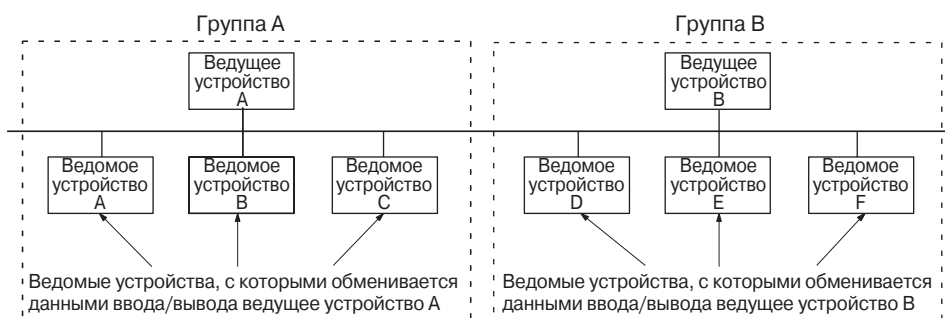 Группа A
Группа B
Ведущее
устройство
A
Ведущее
устройство
B
Ведомое
устройство
A
Ведомое
устройство
B
Ведомое
устройство
C
Ведомое
устройство
D
Ведомое
устройство
E
Ведомое
устройство
F
Ведомые устройства, с которыми обменивается
данными ввода/вывода ведущее устройство A
Ведомые устройства, с которыми обменивается
данными ввода/вывода ведущее устройство B